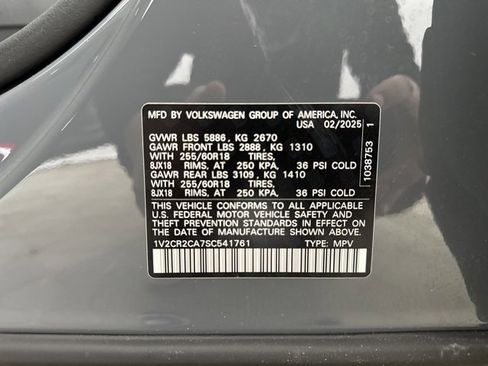 MFD BY VOLKSWAGEN GROUP OF AMERICA, INC.
USA 02/2025
GVWR LBS 5886 , KG 2670
GAWR FRONT LBS 2888 , KG 1310
WITH 255/60R18 TIRES,
8JX18 RIMS, AT 250 KPA, 36 PSI COLD
GAWR REAR LBS 3109 , KG 1410
WITH 255/60R18 TIRES,
8JX18 RIMS, AT 250 KPA, 36 PSI COLD
THIS VEHICLE CONFORMS TO ALL APPLICABLE
U.S. FEDERAL MOTOR VEHICLE SAFETY AND
THEFT PREVENTION STANDARDS IN EFFECT ON THE
DATE OF MANUFACTURE SHOWN ABOVE.
1V2CR2CA7SC541761 TYPE: MPV
1038753 1